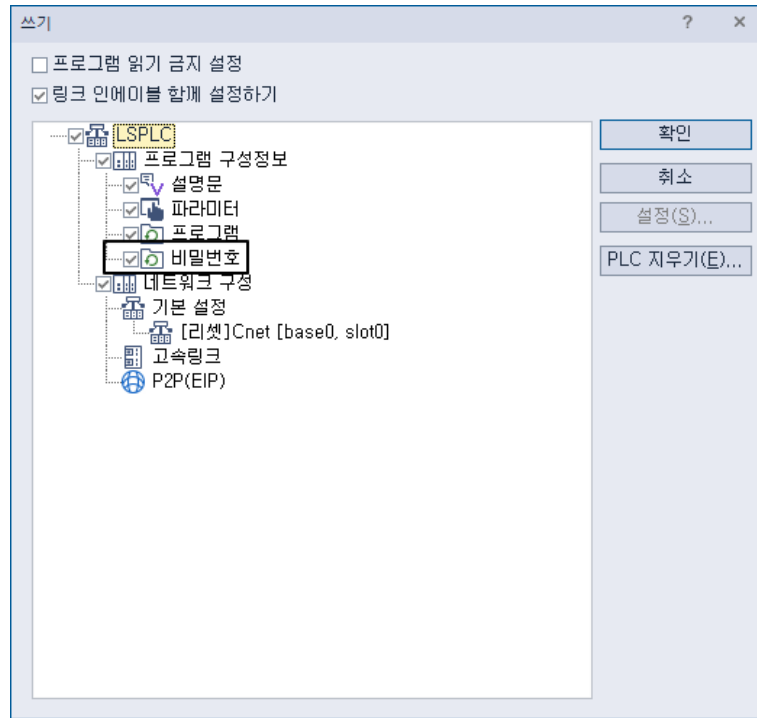 쓰기
? ×
프로그램 읽기 금지 설정
링크 인에이블 함께 설정하기
LSPLC
프로그램 구성정보
설명문
파라미터
프로그램
비밀번호
네트워크 구성
기본 설정
[리셋]Cnet [base0, slot0]
고속링크
P2P(EIP)
확인
취소
설정(S)...
PLC 지우기(E)...